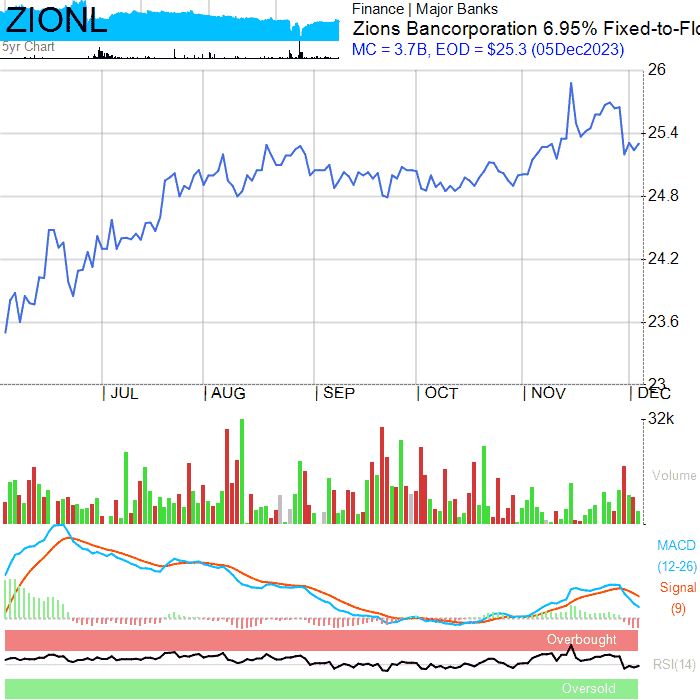 ZIONL
5yr Chart
Finance | Major Banks
Zions Bancorporation 6.95% Fixed-to-Flo
MC = 3.7B, EOD = $25.3 (05Dec2023)
26
25.4
24.8
24.2
23.6
23
| JUL | AUG | SEP | OCT | NOV | DEC
32k
Volume
MACD
(12-26)
Signal
(9)
Overbought
RSI(14)
Oversold